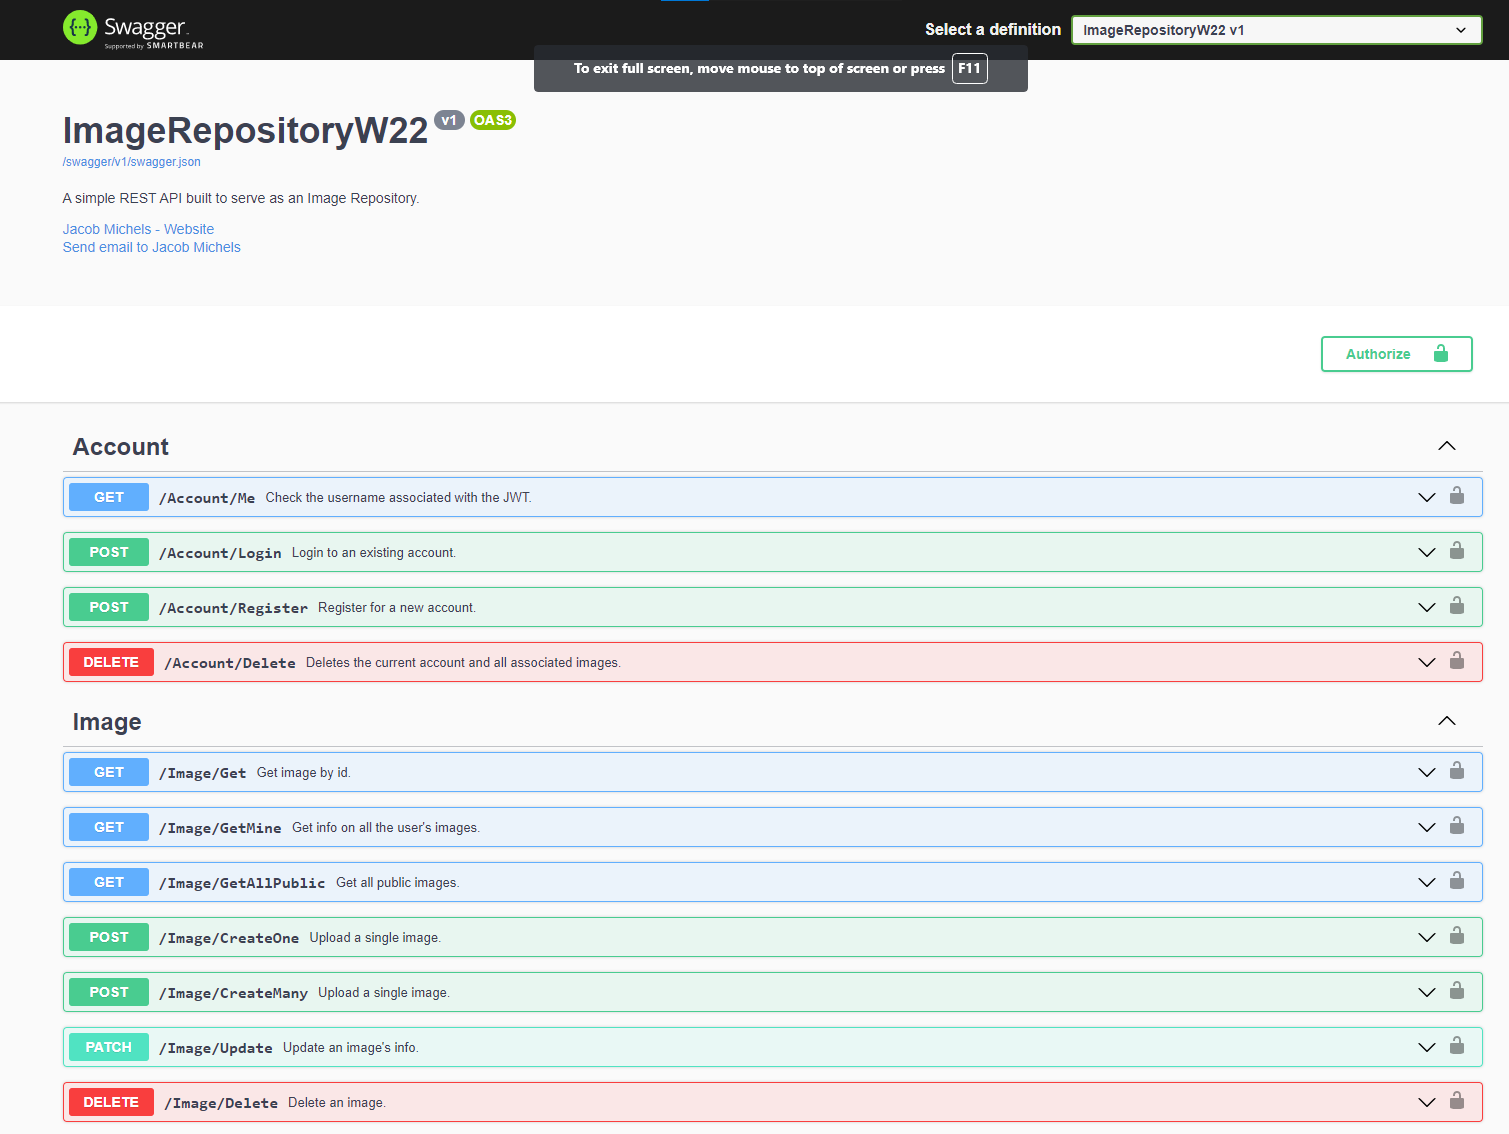 Swagger.
Supported by SMARTBEAR
Select a definition
ImageRepositoryW22 v1
To exit full screen, move mouse to top of screen or press F11
ImageRepositoryW22 v1 OAS3
/swagger/v1/swagger.json
A simple REST API built to serve as an Image Repository.
Jacob Michels - Website
Send email to Jacob Michels
Authorize
Account
GET /Account/Me Check the username associated with the JWT.
POST /Account/Login Login to an existing account.
POST /Account/Register Register for a new account.
DELETE /Account/Delete Deletes the current account and all associated images.
Image
GET /Image/Get Get image by id.
GET /Image/GetMine Get info on all the user's images.
GET /Image/GetAllPublic Get all public images.
POST /Image/CreateOne Upload a single image.
POST /Image/CreateMany Upload a single image.
PATCH /Image/Update Update an image's info.
DELETE /Image/Delete Delete an image.